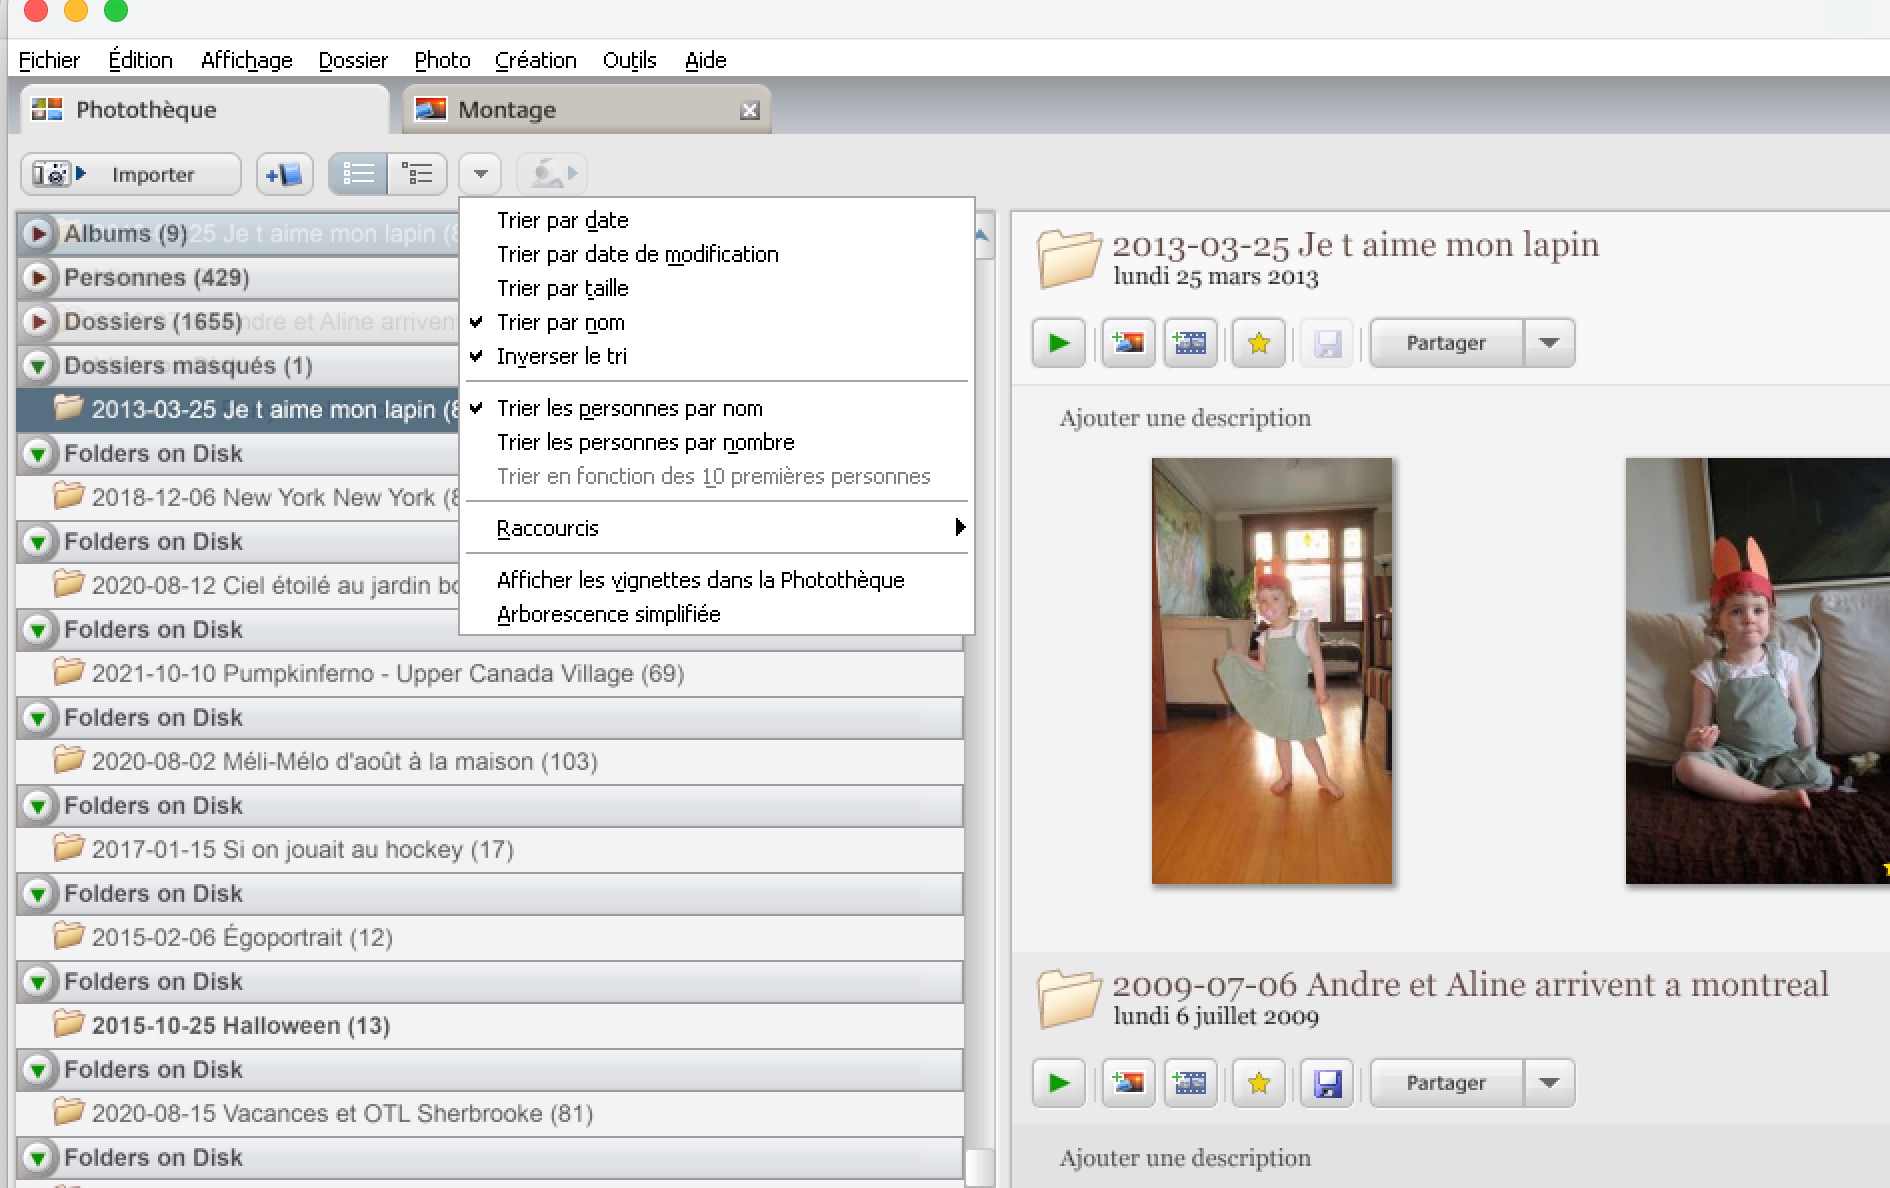 Fichier Édition Affichage Dossier Photo Création Outils Aide
Photothèque
Montage
Importer
Trier par date
Trier par date de modification
Trier par taille
Trier par nom
Inverser le tri
Trier les personnes par nom
Trier les personnes par nombre
Trier en fonction des 10 premières personnes
Raccourcis
Afficher les vignettes dans la Photothèque
Arborescence simplifiée
Albums (9) 25 Je t aime mon lapin (8
Personnes (429)
Dossiers (1655) ndre et Aline arriven
Dossiers masqués (1)
2013-03-25 Je t aime mon lapin (8
Folders on Disk
2018-12-06 New York New York (8
Folders on Disk
2020-08-12 Ciel étoilé au jardin bo
Folders on Disk
2021-10-10 Pumpkinferno - Upper Canada Village (69)
Folders on Disk
2020-08-02 Méli-Mélo d'août à la maison (103)
Folders on Disk
2017-01-15 Si on jouait au hockey (17)
Folders on Disk
2015-02-06 Égoportrait (12)
Folders on Disk
2015-10-25 Halloween (13)
Folders on Disk
2020-08-15 Vacances et OTL Sherbrooke (81)
Folders on Disk
2013-03-25 Je t aime mon lapin
lundi 25 mars 2013
Partager
Ajouter une description
2009-07-06 Andre et Aline arrivent a montreal
lundi 6 juillet 2009
Partager
Ajouter une description